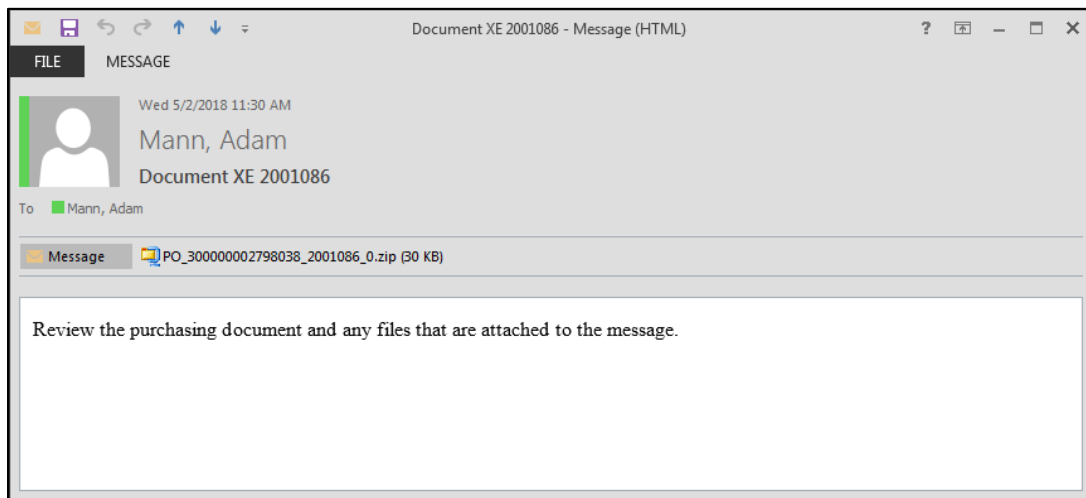 Document XE 2001086 - Message (HTML)
FILE MESSAGE
Wed 5/2/2018 11:30 AM
Mann, Adam
Document XE 2001086
To Mann, Adam
Message PO_300000002798038_2001086_0.zip (30 KB)
Review the purchasing document and any files that are attached to the message.